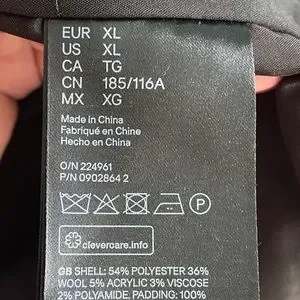 EUR XL
US XL
CA TG
CN 185/116A
MX XG
Made in China
Fabriqué en Chine
Hecho en China
O/N 224961
P/N 0902864 2
P
clevercare.info
GB SHELL: 54% POLYESTER 36%
WOOL 5% ACRYLIC 3% VISCOSE
2% POLYAMIDE. PADDING: 100%